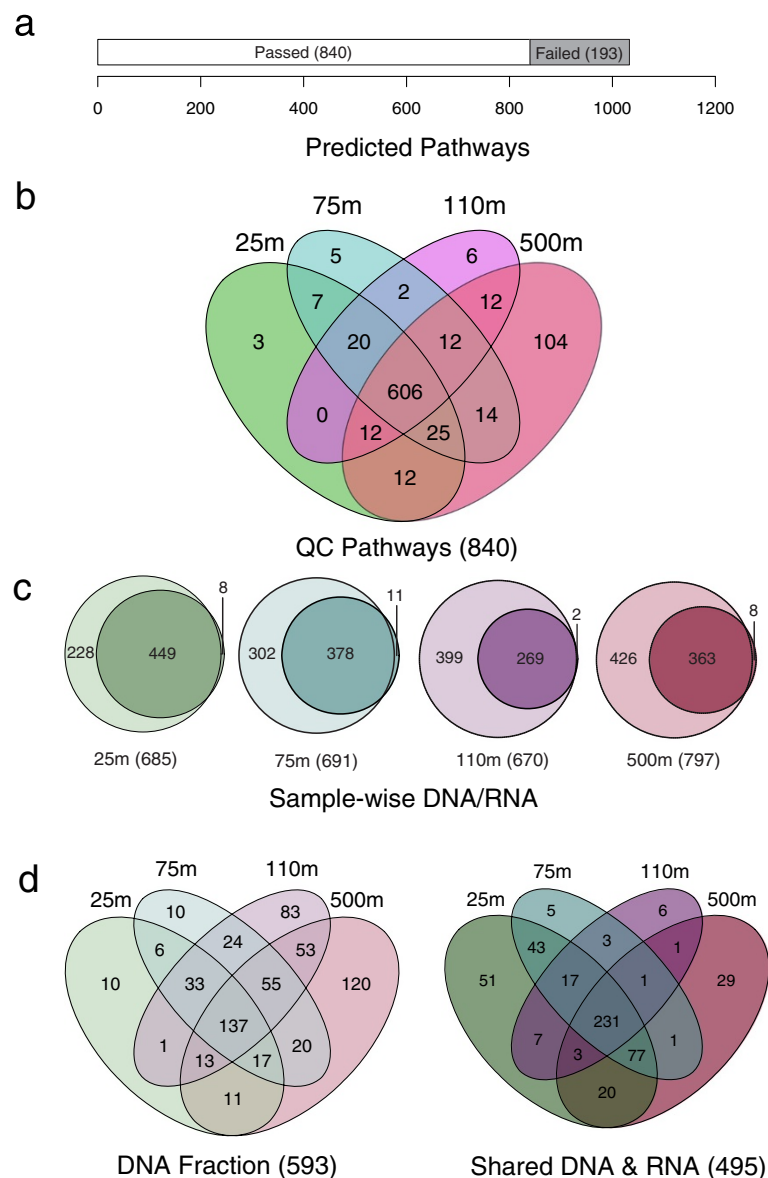 a
Passed (840) Failed (193)
0 200 400 600 800 1000 1200
Predicted Pathways
b
75m 110m
25m 500m
5 6
7 2 12
3 20 12 104
606
0 14
12 25
12
QC Pathways (840)
c
8 11 2 8
228 449 302 378 399 269 426 363
25m (685) 75m (691) 110m (670) 500m (797)
Sample-wise DNA/RNA
d
75m 110m
25m 500m
10 83
6 24 53
10 33 55 120
137
1 20
13 17
11
DNA Fraction (593)
75m 110m
25m 500m
5 6
43 3 1
51 17 1 29
231
7 1
3 77
20
Shared DNA & RNA (495)